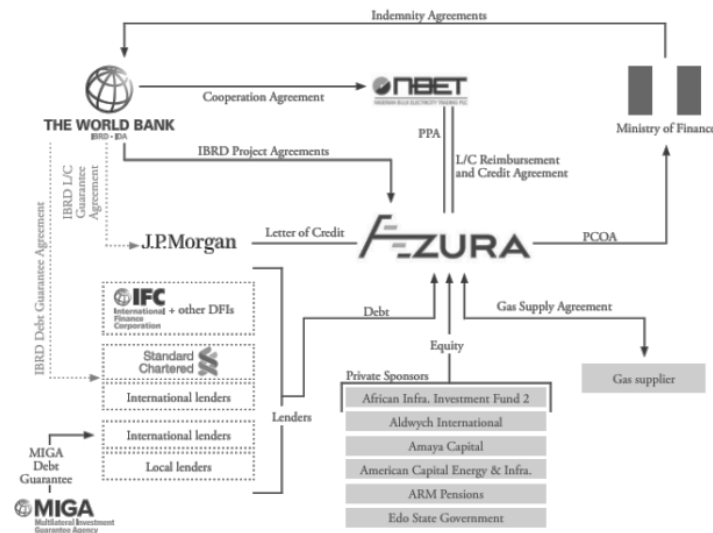 Indemnity Agreements
Cooperation Agreement
NBET
NIGERIAN BULK ELECTRICITY TRADING PLC
THE WORLD BANK
IBRD • IDA
Ministry of Finance
PPA
IBRD Project Agreements
L/C Reimbursement
and Credit Agreement
IBRD L/C
Guarantee
Agreement
IBRD Debt Guarantee Agreement
J.P.Morgan
Letter of Credit
AZURA
PCOA
IFC
International
Finance
Corporation
+ other DFIs
Debt
Gas Supply Agreement
Equity
Standard
Chartered
Private Sponsors
Gas supplier
International lenders
African Infra. Investment Fund 2
Lenders
Aldwych International
International lenders
Amaya Capital
MIGA
Debt
Guarantee
Local lenders
American Capital Energy & Infra.
ARM Pensions
MIGA
Multilateral Investment
Guarantee Agency
Edo State Government